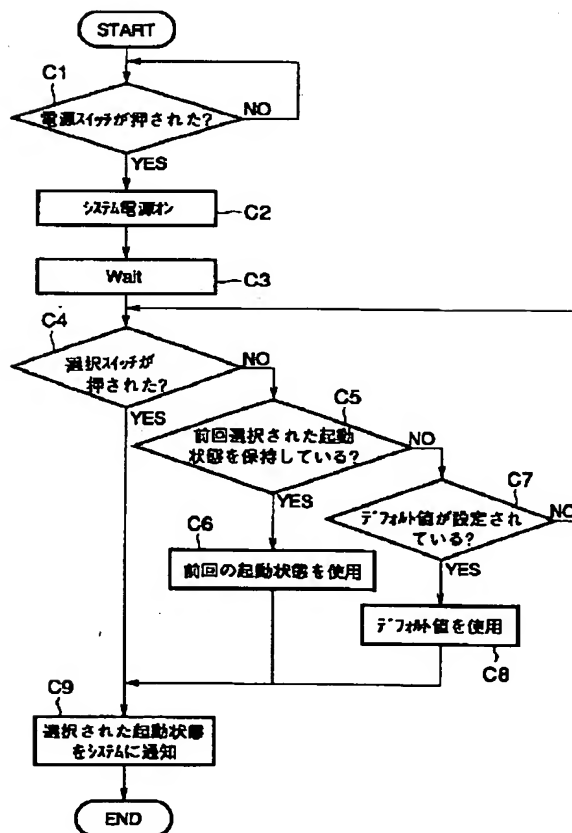 START
C1
電源スイッチが押された?
NO
YES
システム電源オン
C2
Wait
C3
C4
選択スイッチが
押された?
NO
YES
C5
前回選択された起動
状態を保持している?
NO
YES
C7
デフォルト値が設定され
ている?
NO
YES
C6
前回の起動状態を使用
デフォルト値を使用
C8
C9
選択された起動状態
をシステムに通知
END